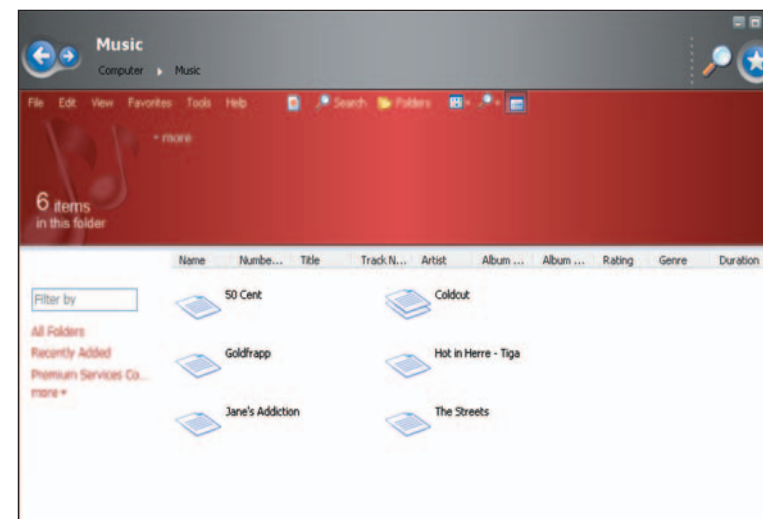 Music
Computer Music
File Edit View Favorites Tools Help Search Folders
more
6 items
in this folder
Name Numbe... Title Track N... Artist Album ... Album ... Rating Genre Duration
Filter by
50 Cent Coldcut
All Folders
Recently Added
Goldfrapp Hot in Herre - Tiga
Premium Services Co...
more
Jane's Addiction The Streets